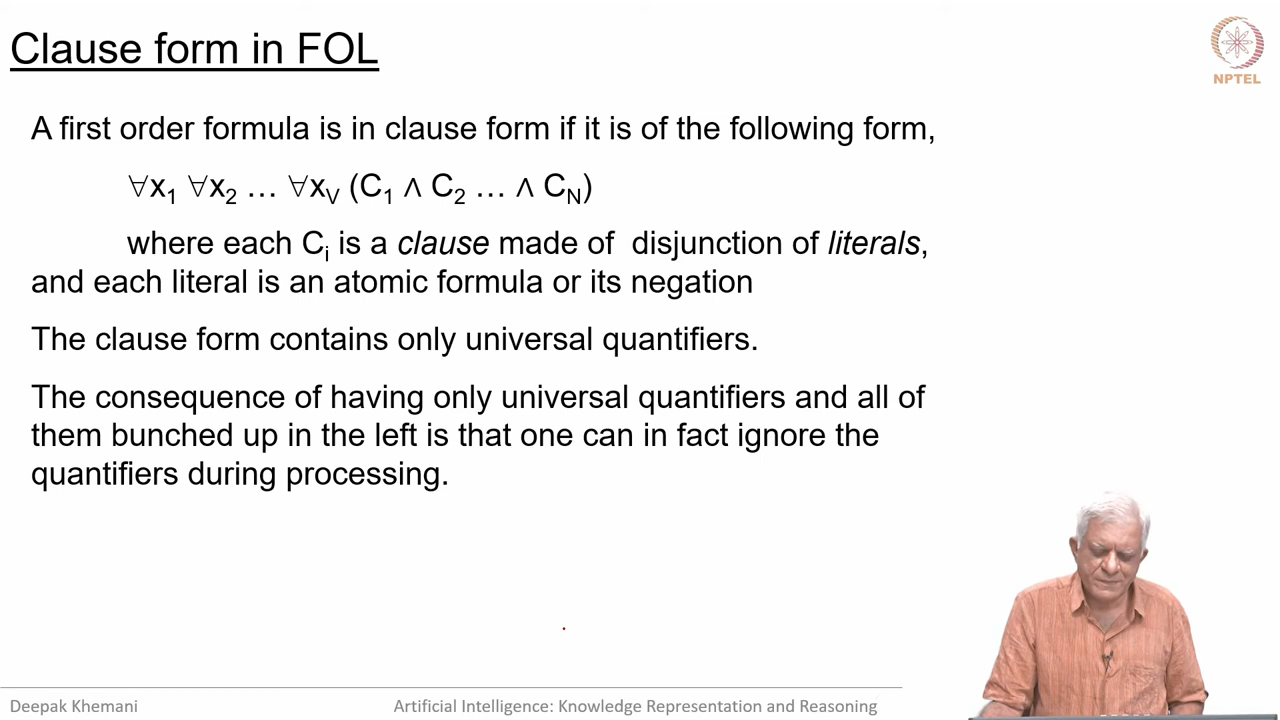 Clause form in FOL
NPTEL
A first order formula is in clause form if it is of the following form,
∀x₁ ∀x₂ … ∀xᵥ (C₁ ∧ C₂ … ∧ Cₙ)
where each Cᵢ is a clause made of disjunction of literals,
and each literal is an atomic formula or its negation
The clause form contains only universal quantifiers.
The consequence of having only universal quantifiers and all of
them bunched up in the left is that one can in fact ignore the
quantifiers during processing.
Deepak Khemani
Artificial Intelligence: Knowledge Representation and Reasoning